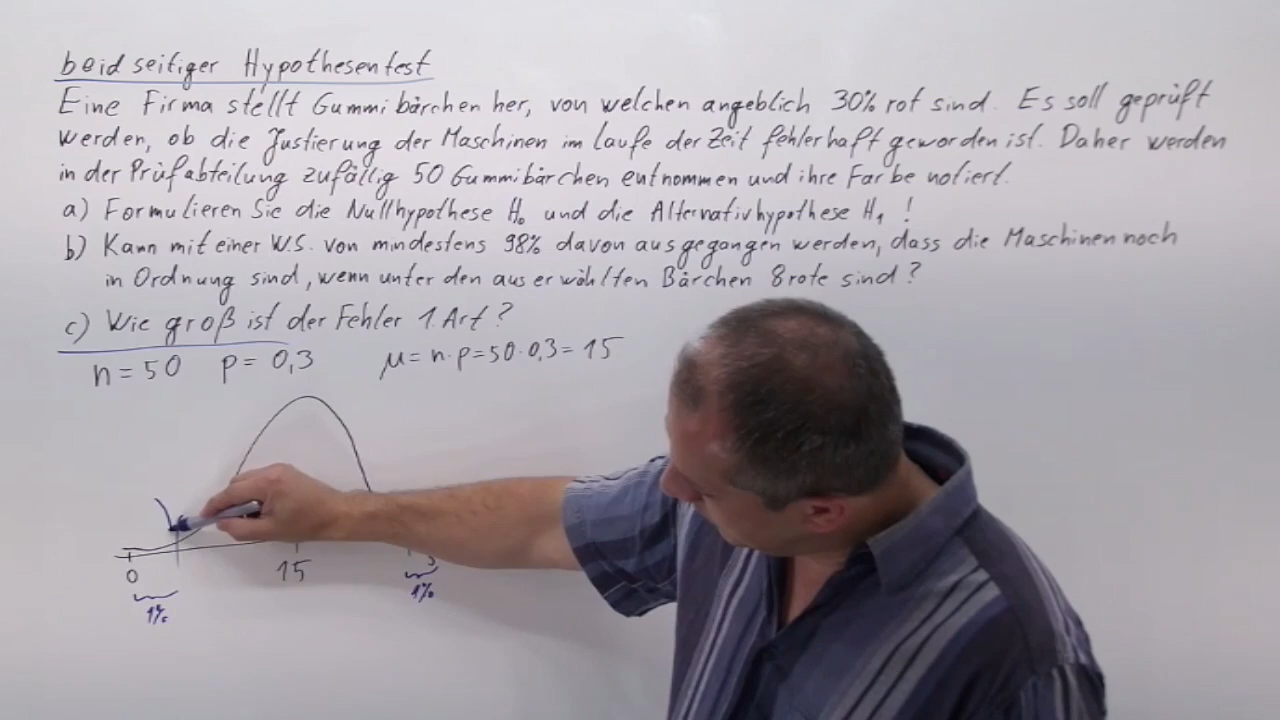 beidseitiger Hypothesentest
Eine Firma stellt Gummibärchen her, von welchen angeblich 30% rot sind. Es soll geprüft
werden, ob die Justierung der Maschinen im laufe der Zeit fehlerhaft geworden ist. Daher werden
in der Prüfabteilung zufällig 50 Gummibärchen entnommen und ihre Farbe notiert.
a) Formulieren Sie die Nullhypothese H₀ und die Alternativhypothese H₁ !
b) Kann mit einer W.S. von mindestens 98% davon ausgegangen werden, dass die Maschinen noch
in Ordnung sind, wenn unter den auserwählten Bärchen 8 rote sind?
c) Wie groß ist der Fehler 1. Art?
n = 50 p = 0,3 μ = n·p = 50·0,3 = 15
0 15
1% 1%